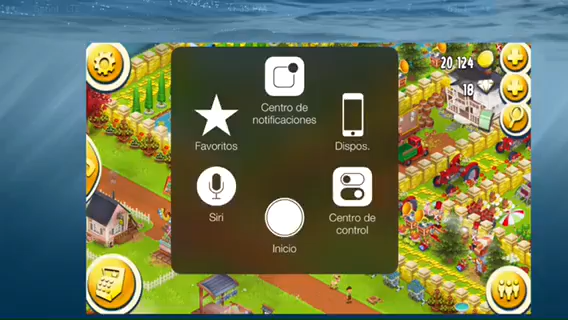 20 124
18
Centro de
notificaciones
Favoritos
Dispos.
Siri
Centro de
control
Inicio